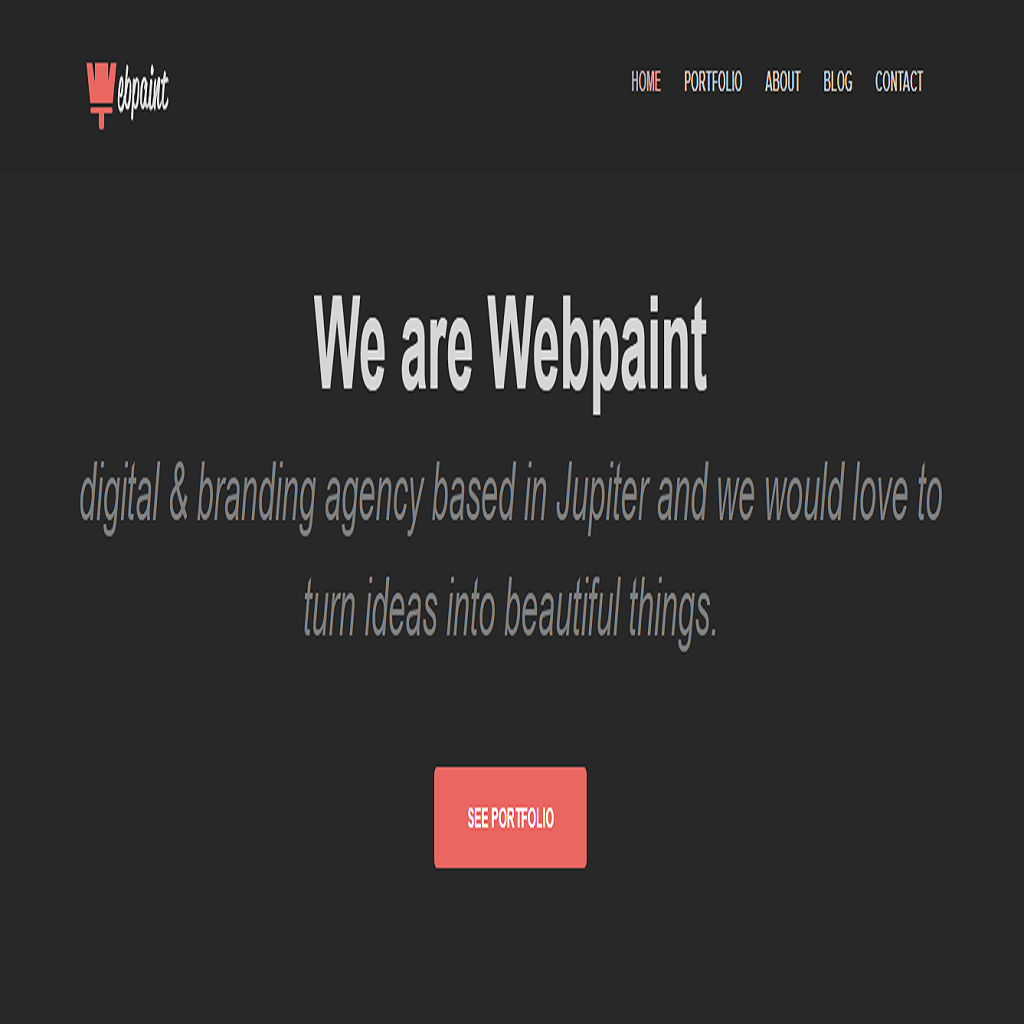 Webpaint
HOME PORTFOLIO ABOUT BLOG CONTACT
We are Webpaint
digital & branding agency based in Jupiter and we would love to
turn ideas into beautiful things.
SEE PORTFOLIO